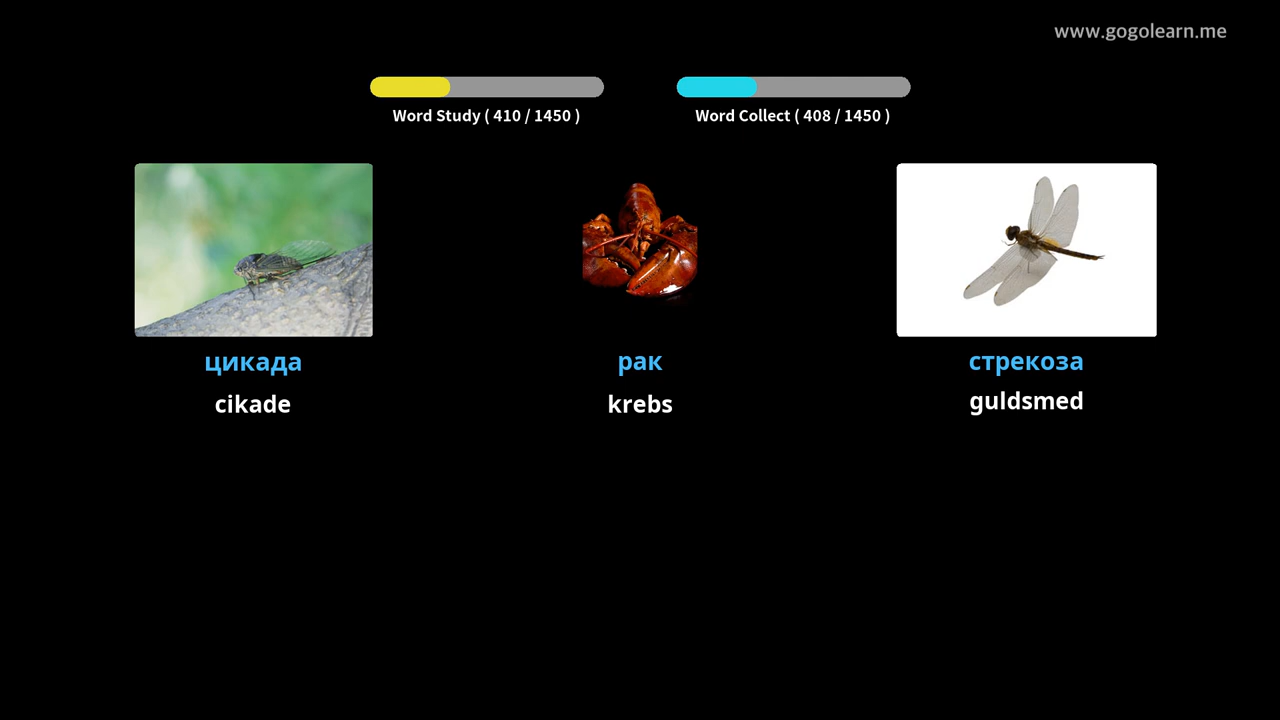 www.gogolearn.me
Word Study ( 410 / 1450 )
Word Collect ( 408 / 1450 )
цикада
рак
стрекоза
cikade
krebs
guldsmed